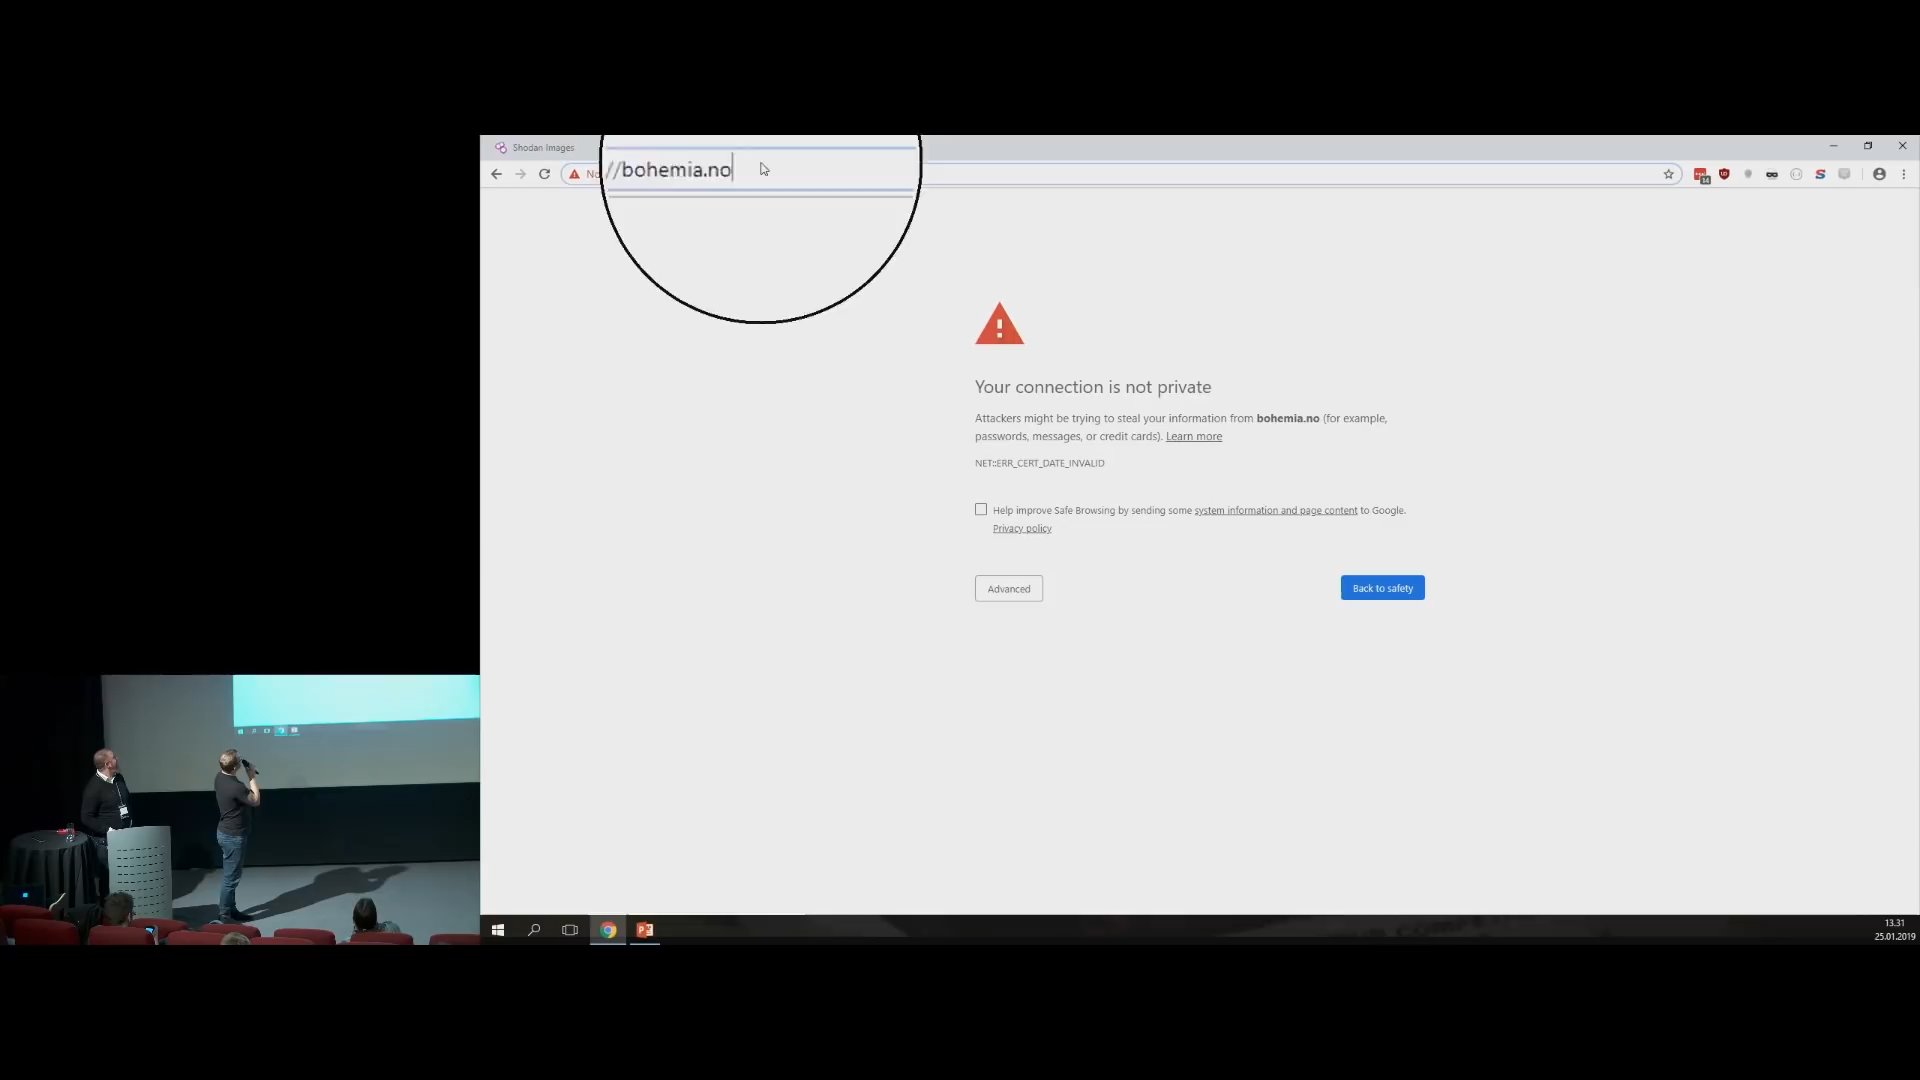 Shodan Images
No
//bohemia.no
Your connection is not private
Attackers might be trying to steal your information from bohemia.no (for example,
passwords, messages, or credit cards). Learn more
NET::ERR_CERT_DATE_INVALID
Help improve Safe Browsing by sending some system information and page content to Google.
Privacy policy
Advanced
Back to safety
13.31
25.01.2019